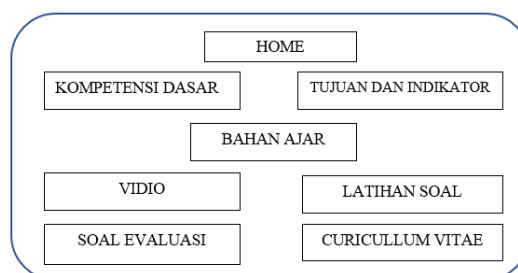 HOME
KOMPETENSI DASAR
TUJUAN DAN INDIKATOR
BAHAN AJAR
VIDIO
LATIHAN SOAL
SOAL EVALUASI
CURICULLUM VITAE